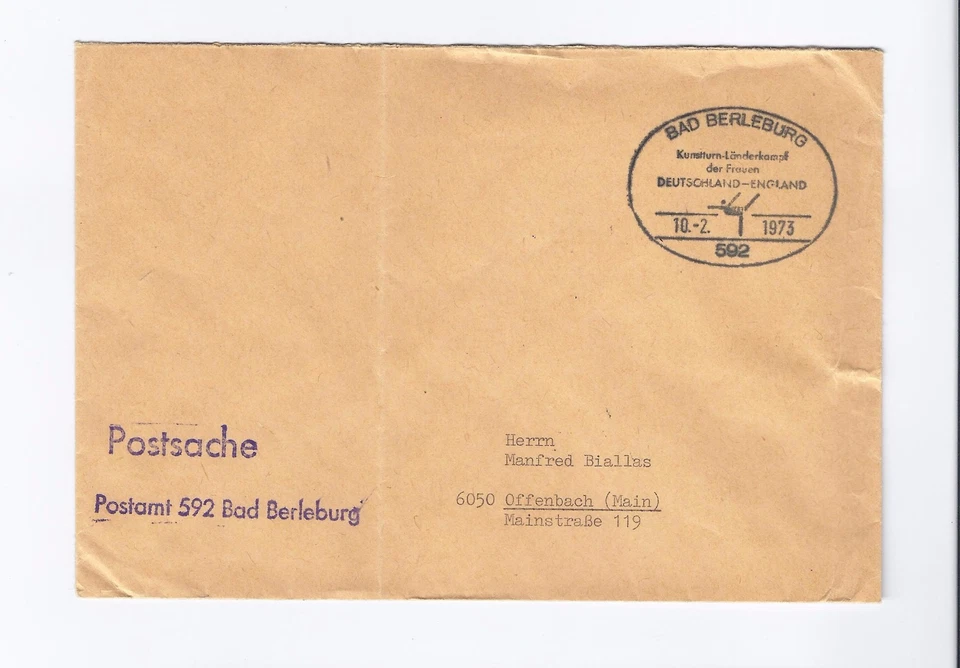 BAD BERLEBURG
Kunstturn-Länderkampf
der Frauen
DEUTSCHLAND-ENGLAND
10.-2. 1973
592
Postsache
Postamt 592 Bad Berleburg
Herrn
Manfred Biallas
6050 Offenbach (Main)
Mainstraße 119